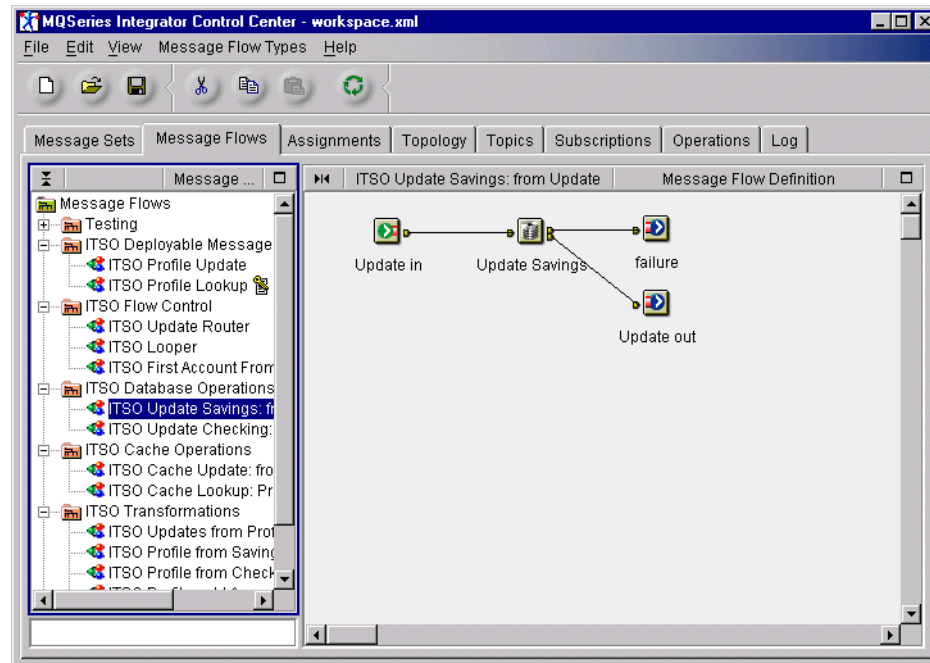 MQSeries Integrator Control Center - workspace.xml
File Edit View Message Flow Types Help
Message Sets Message Flows Assignments Topology Topics Subscriptions Operations Log
Message ...
ITSO Update Savings: from Update Message Flow Definition
Message Flows
Testing
ITSO Deployable Message
ITSO Profile Update
ITSO Profile Lookup
ITSO Flow Control
ITSO Update Router
ITSO Looper
ITSO First Account From
ITSO Database Operations
ITSO Update Savings: fr
ITSO Update Checking:
ITSO Cache Operations
ITSO Cache Update: fro
ITSO Cache Lookup: Pr
ITSO Transformations
ITSO Updates from Prof
ITSO Profile from Saving
ITSO Profile from Check
Update in
Update Savings
failure
Update out